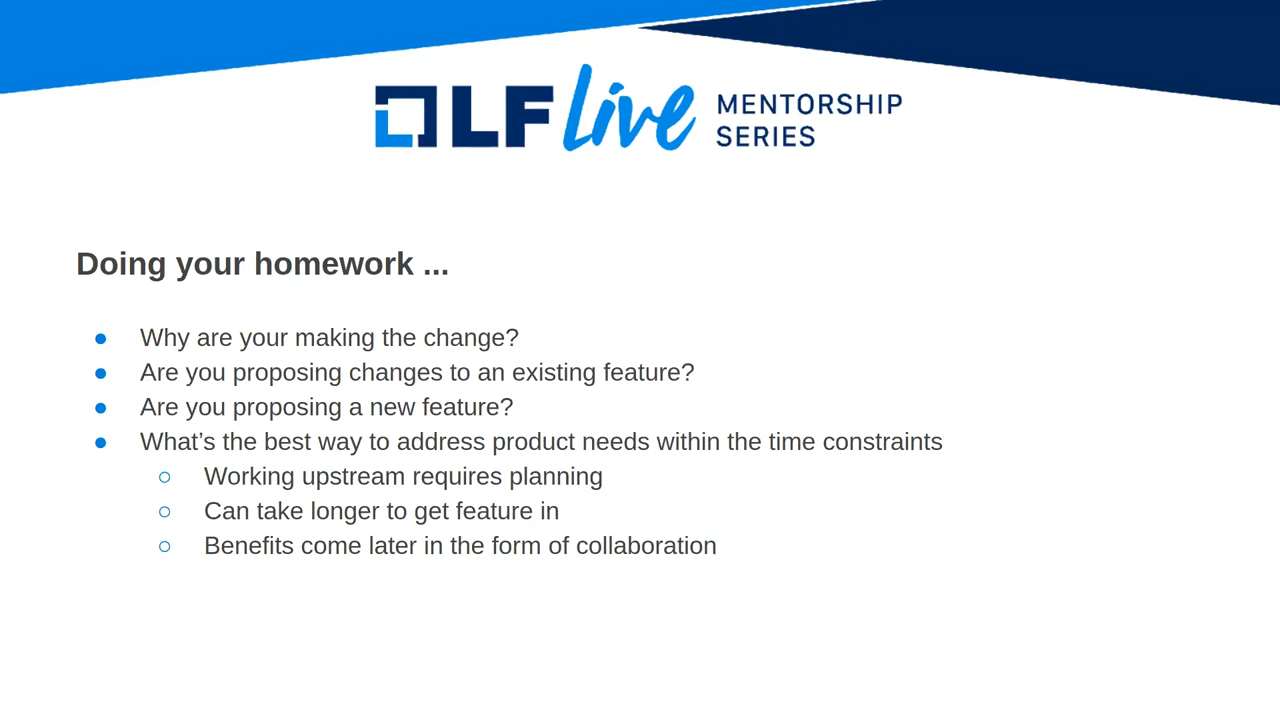 LF Live MENTORSHIP
SERIES
Doing your homework ...
● Why are your making the change?
● Are you proposing changes to an existing feature?
● Are you proposing a new feature?
● What’s the best way to address product needs within the time constraints
○ Working upstream requires planning
○ Can take longer to get feature in
○ Benefits come later in the form of collaboration